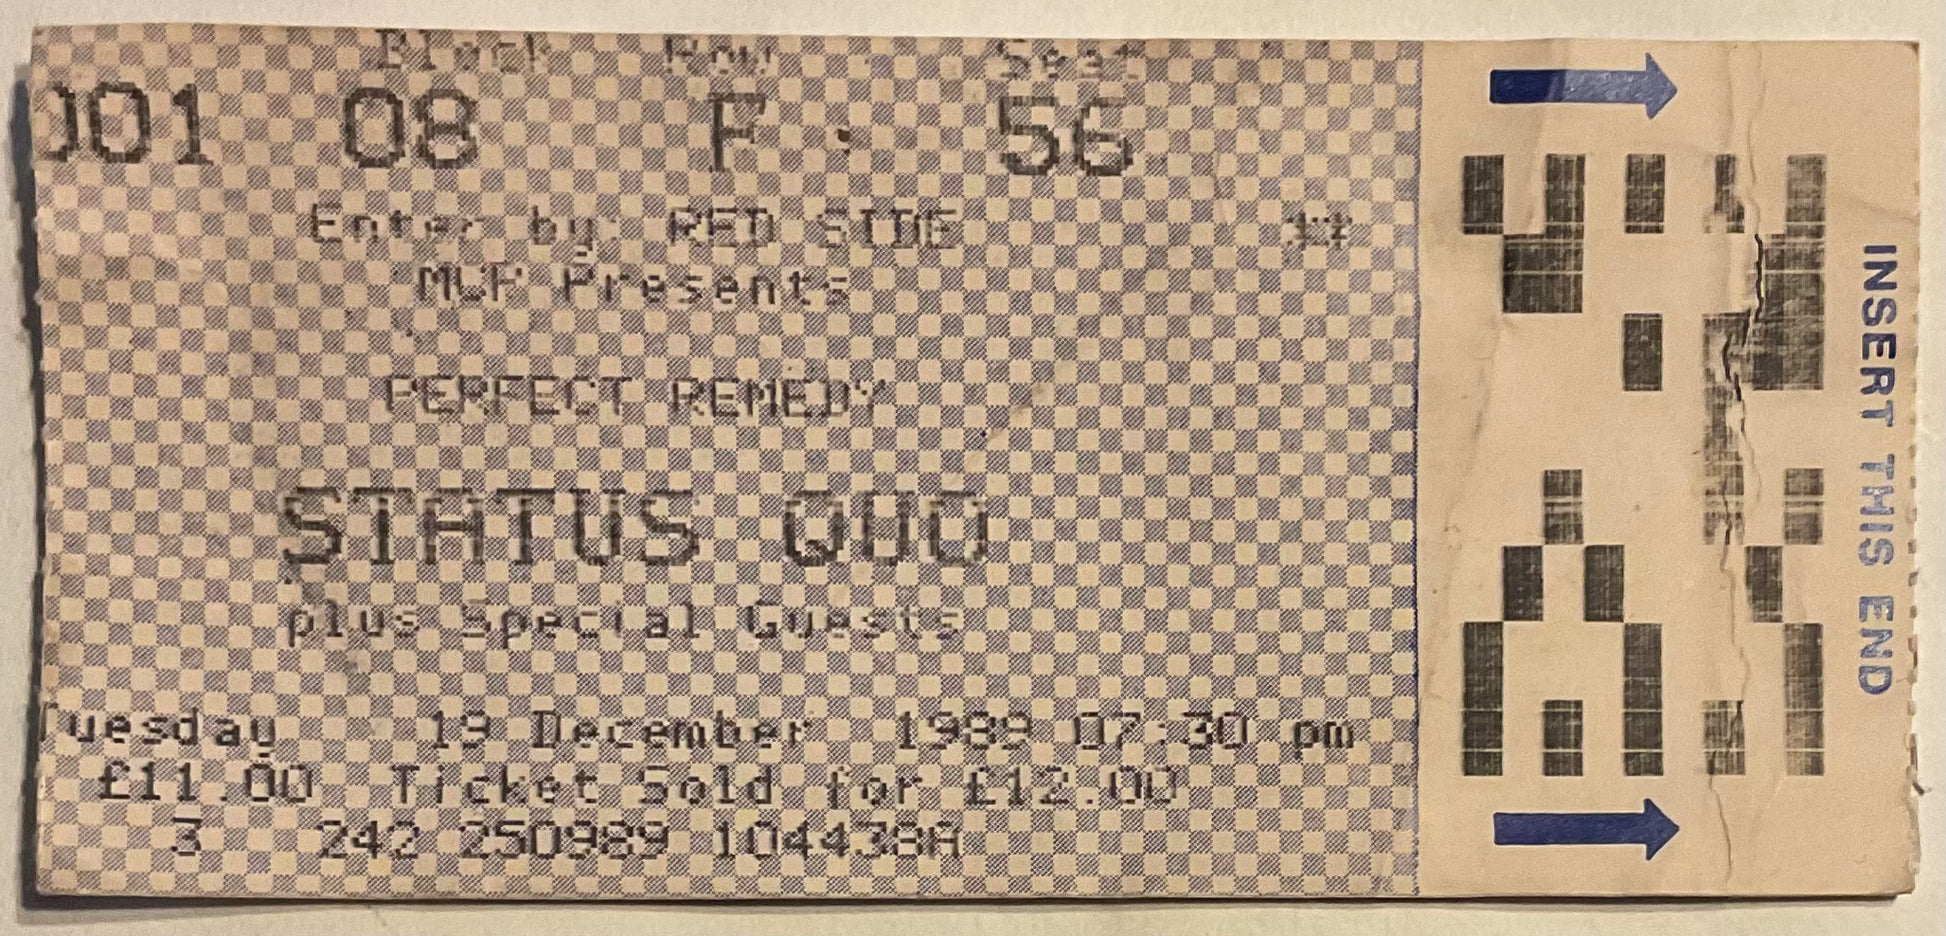 Block Row Seat
001 08 F 56
Enter by: RED SIDE **
MCP Presents
PERFECT REMEDY
STATUS QUO
plus Special Guests
Tuesday 19 December 1989 07:30 pm
£11.00 Ticket Sold for £12.00
3 242 250989 104438A
INSERT THIS END